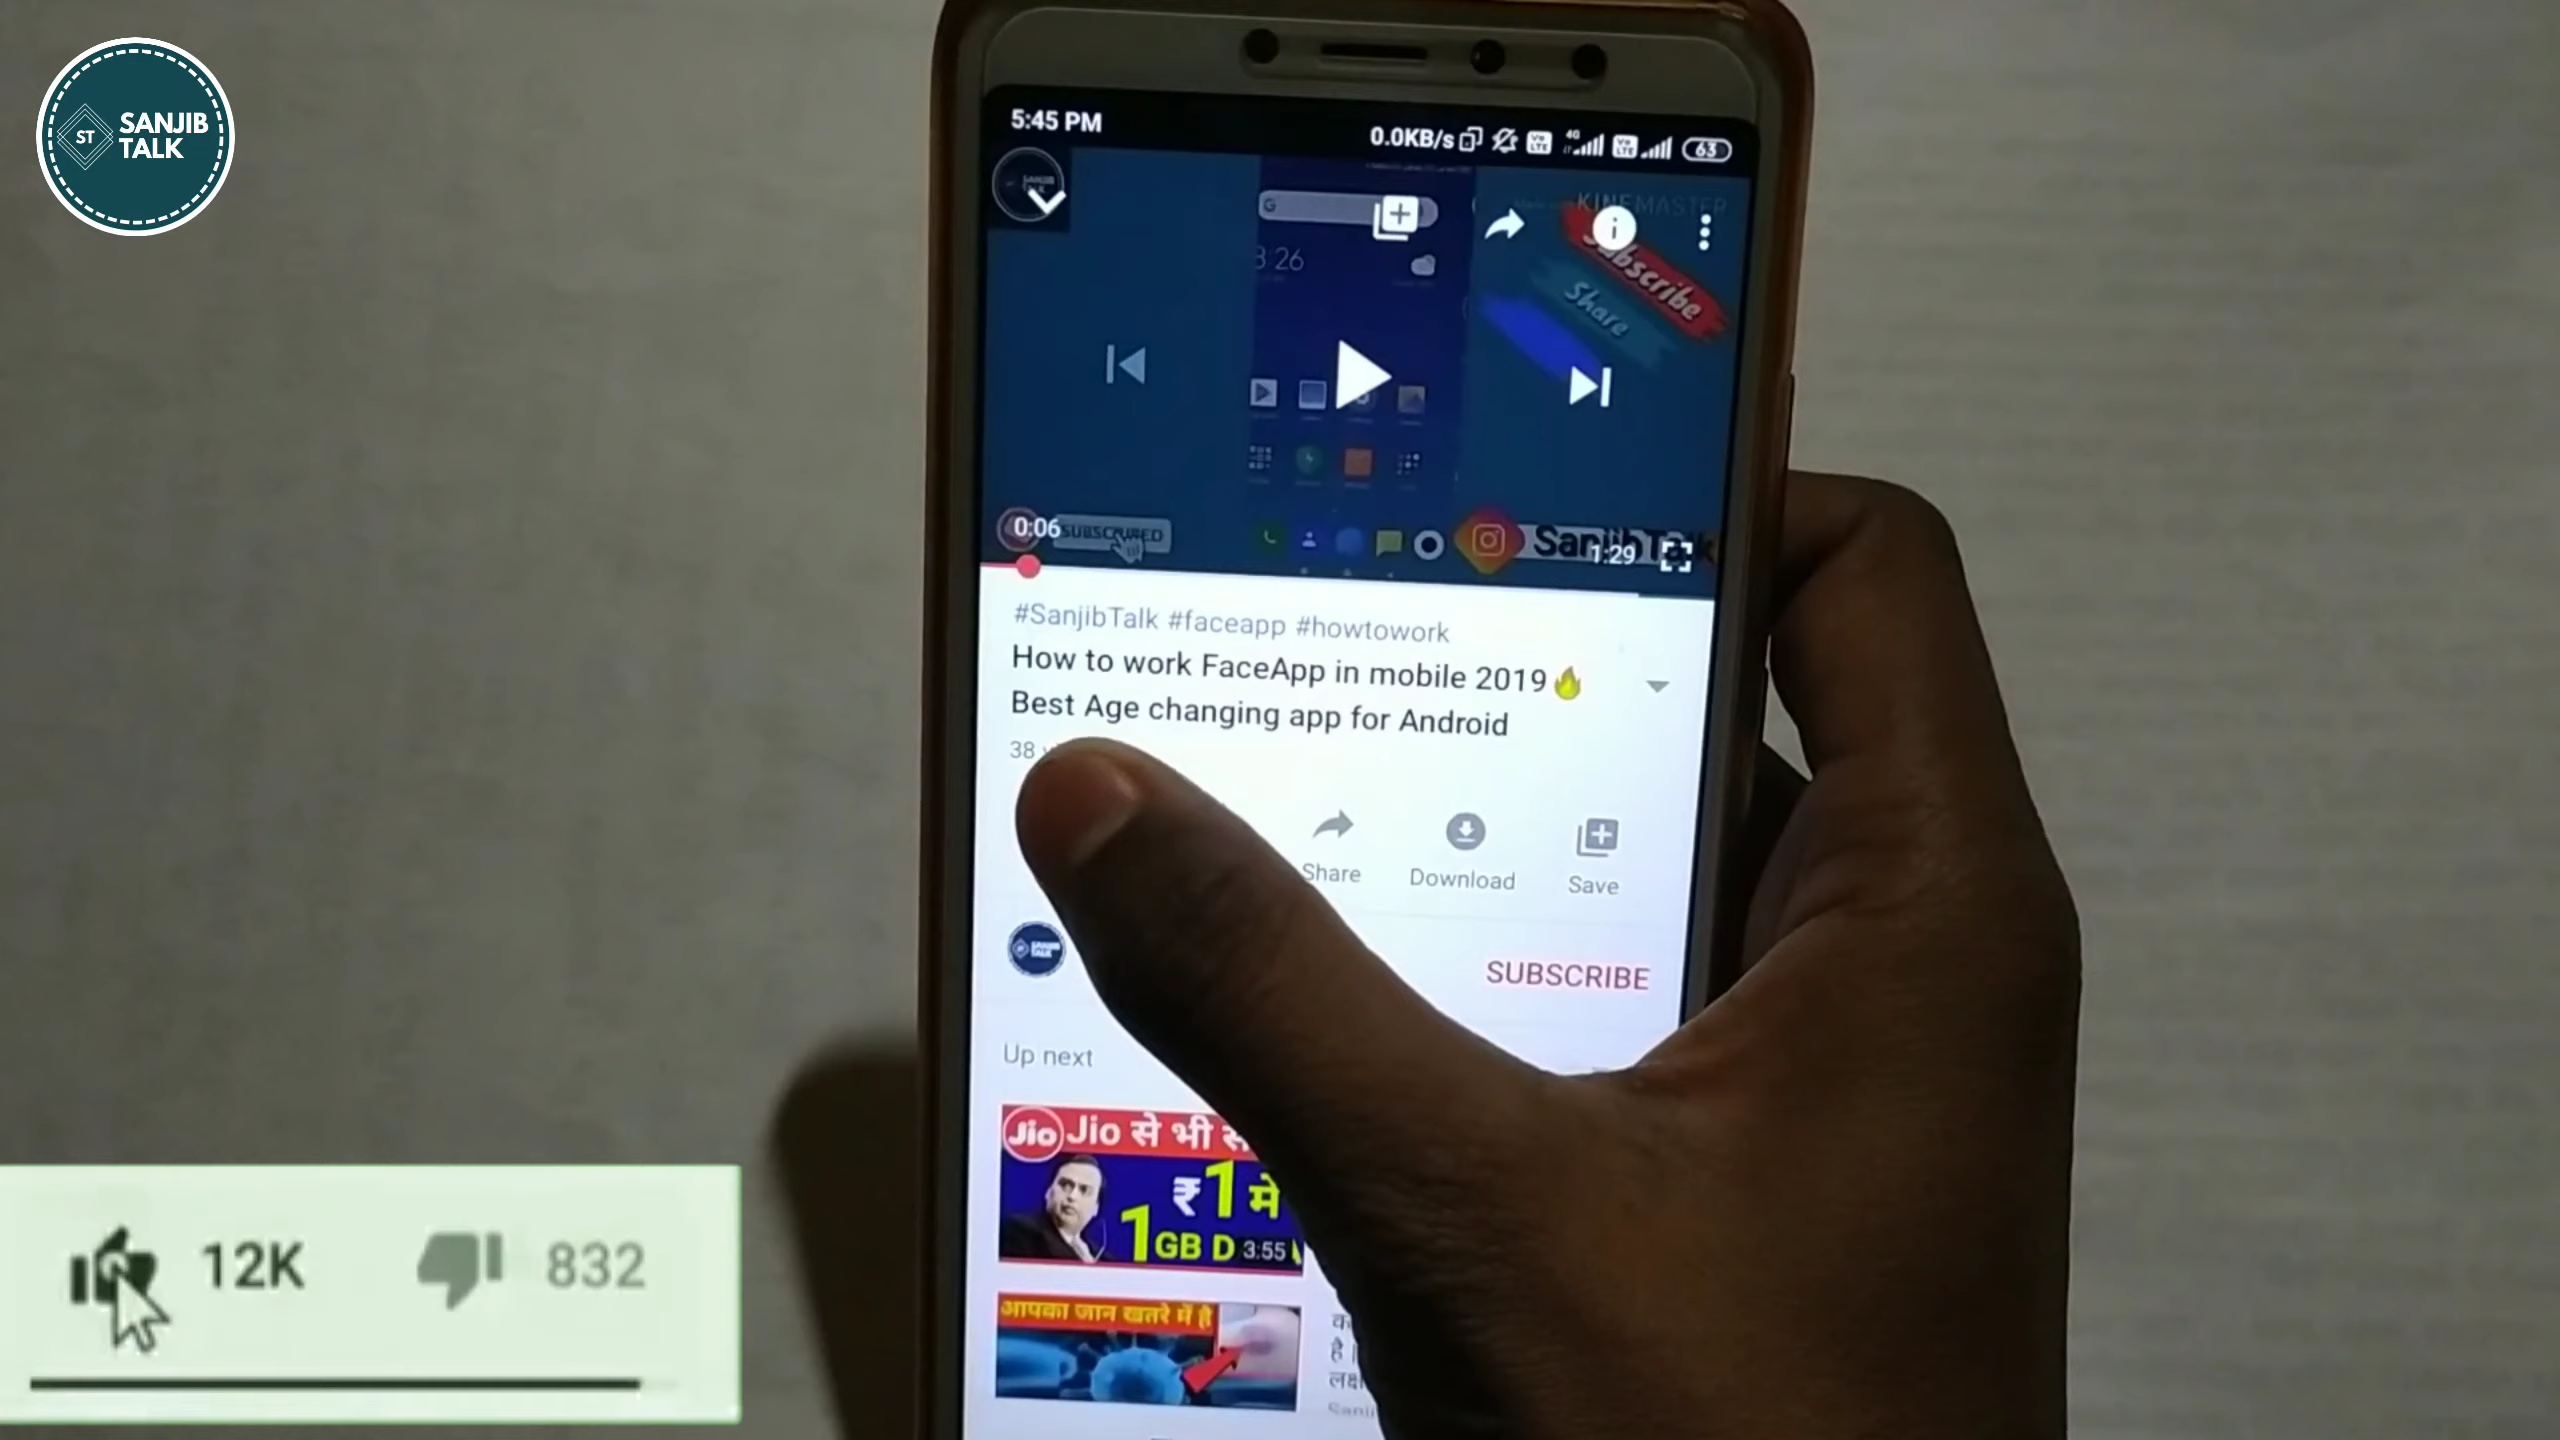 SANJIB
TALK
ST
5:45 PM
0.0KB/s
63
KINEMASTER
Subscribe
Share
0:06
SUBSCRIBED
SanjibTalk
1:29
#SanjibTalk #faceapp #howtowork
How to work FaceApp in mobile 2019🔥
Best Age changing app for Android
38
Share
Download
Save
SUBSCRIBE
Up next
Jio Jio से भी
₹1 में
1GB D 3:55
आपका जान खतरे में है
है।
12K
832